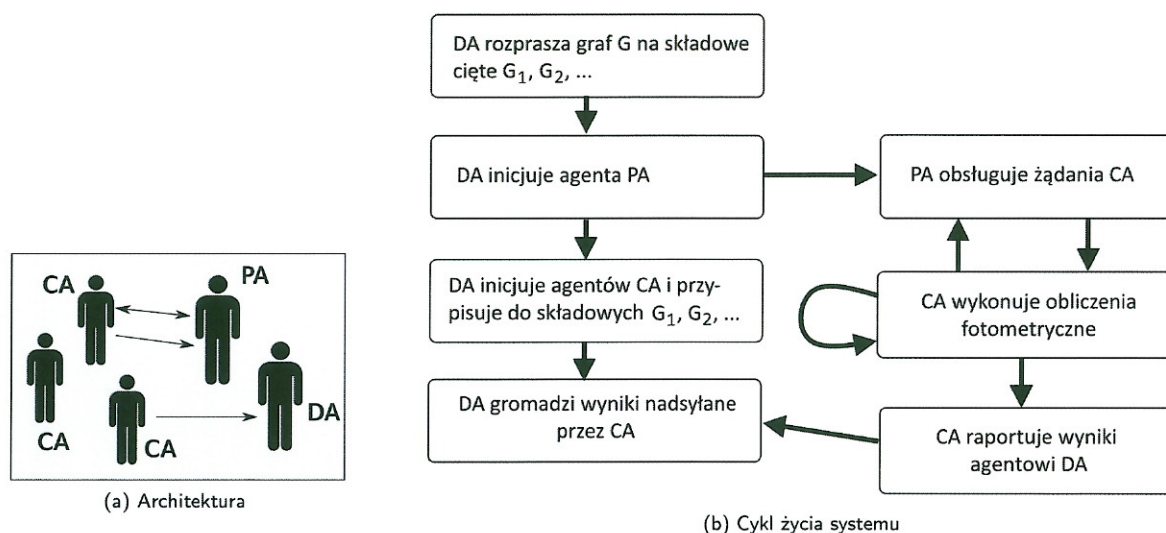 DA rozprasza graf G na składowe
cięte G₁, G₂, ...
DA inicjuje agenta PA
PA obsługuje żądania CA
DA inicjuje agentów CA i przy-
pisuje do składowych G₁, G₂, ...
CA wykonuje obliczenia
fotometryczne
DA gromadzi wyniki nadsyłane
przez CA
CA raportuje wyniki
agentowi DA
CA
PA
CA
CA
DA
(a) Architektura
(b) Cykl życia systemu